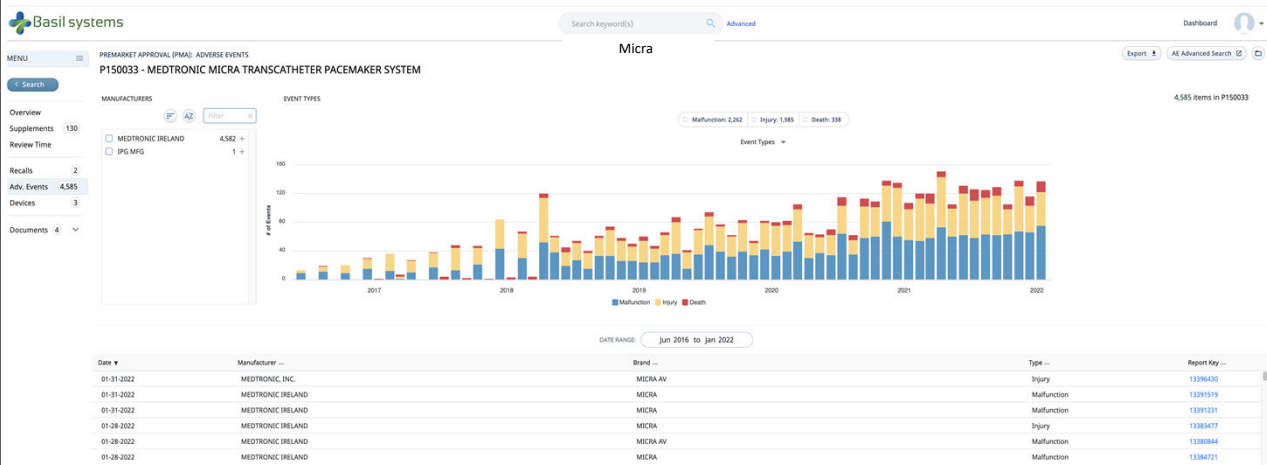 Basil systems
Search keyword(s)
Advanced
Dashboard
Micra
MENU
PREMARKET APPROVAL (PMA): ADVERSE EVENTS
Export
AE Advanced Search
P150033 - MEDTRONIC MICRA TRANSCATHETER PACEMAKER SYSTEM
< Search
Overview
Supplements 130
Review Time
Recalls 2
Adv. Events 4,585
Devices 3
Documents 4
MANUFACTURERS
AZ
Filter ×
MEDTRONIC IRELAND 4,582 +
IPG MFG 1 +
EVENT TYPES
4,585 items in P150033
Malfunction: 2,262 Injury: 1,985 Death: 338
Event Types
# of Events
160
120
80
40
0
2017 2018 2019 2020 2021 2022
Malfunction Injury Death
DATE RANGE: Jun 2016 to Jan 2022
Date ▼ Manufacturer ... Brand ... Type ... Report Key ...
01-31-2022 MEDTRONIC, INC. MICRA AV Injury 13396430
01-31-2022 MEDTRONIC IRELAND MICRA Malfunction 13391519
01-31-2022 MEDTRONIC IRELAND MICRA Malfunction 13391231
01-28-2022 MEDTRONIC IRELAND MICRA Injury 13383477
01-28-2022 MEDTRONIC IRELAND MICRA AV Malfunction 13380844
01-28-2022 MEDTRONIC IRELAND MICRA Malfunction 13384721